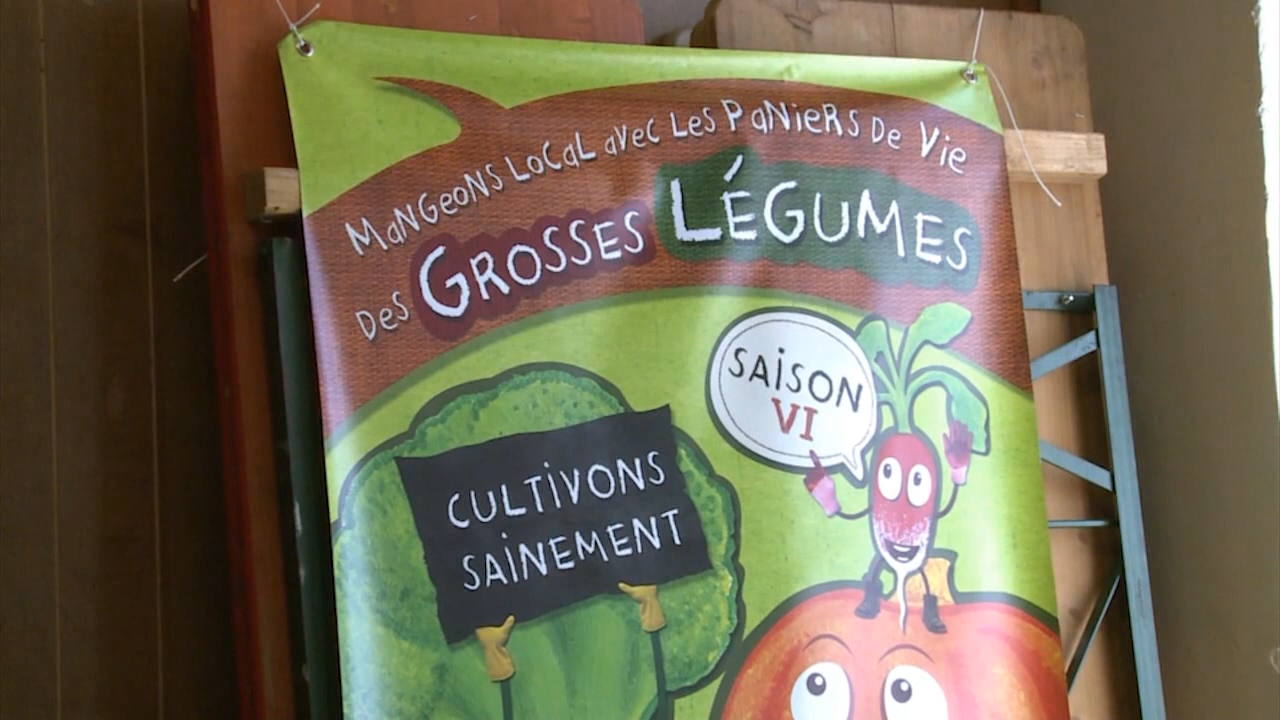 MaNGeoNS LoCaL aVeC LeS PaNieRS De Vie
DeS GROSSES LÉGUMES
SAiSON
VI
CULTiVONS
SAiNEMENT